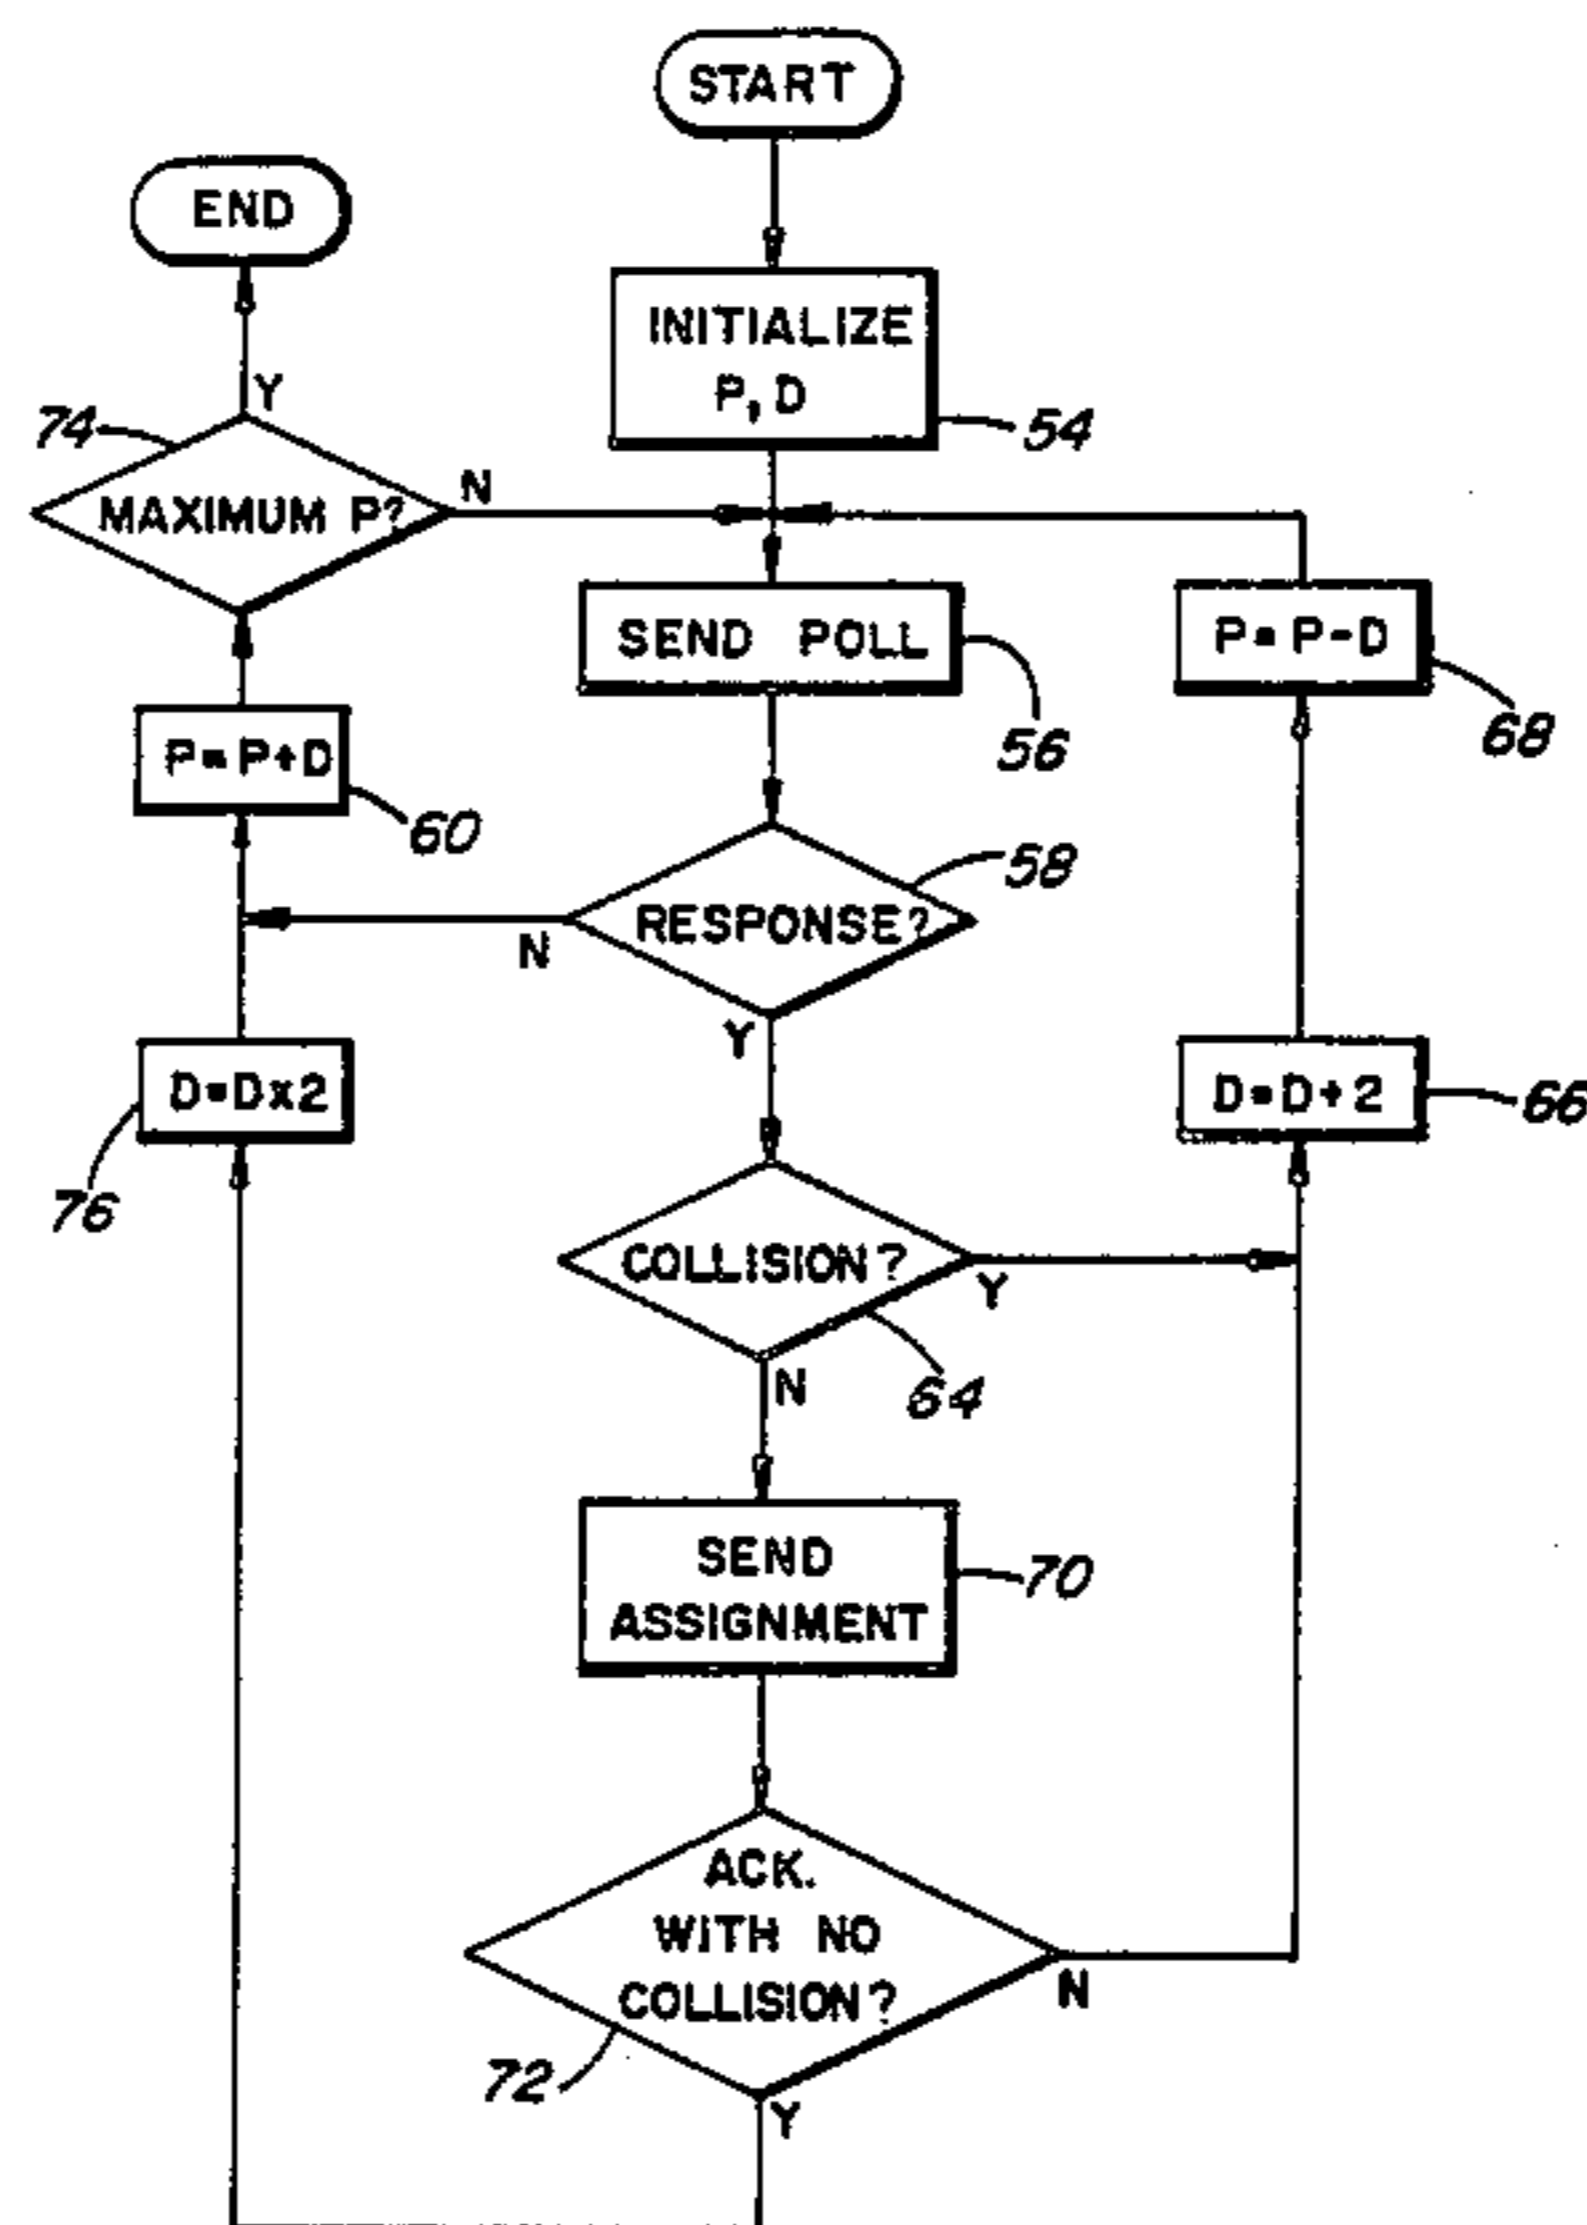 START
END
INITIALIZE
P, D
Y
74
54
MAXIMUM P?
N
SEND POLL
P=P-D
56
68
P=P+D
60
58
RESPONSE?
N
Y
D=Dx2
D=D+2
66
76
COLLISION?
Y
N
64
SEND
ASSIGNMENT
70
ACK.
WITH NO
COLLISION?
N
72
Y